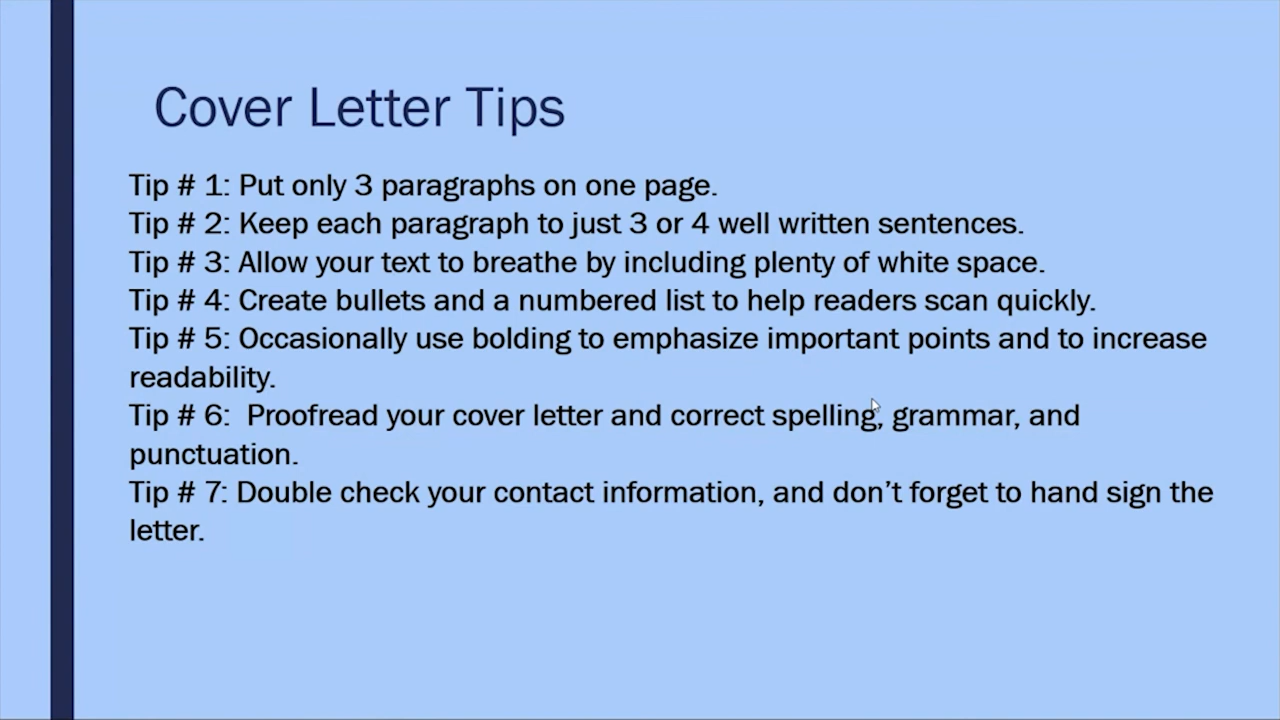 Cover Letter Tips
Tip # 1: Put only 3 paragraphs on one page.
Tip # 2: Keep each paragraph to just 3 or 4 well written sentences.
Tip # 3: Allow your text to breathe by including plenty of white space.
Tip # 4: Create bullets and a numbered list to help readers scan quickly.
Tip # 5: Occasionally use bolding to emphasize important points and to increase
readability.
Tip # 6:  Proofread your cover letter and correct spelling, grammar, and
punctuation.
Tip # 7: Double check your contact information, and don’t forget to hand sign the
letter.